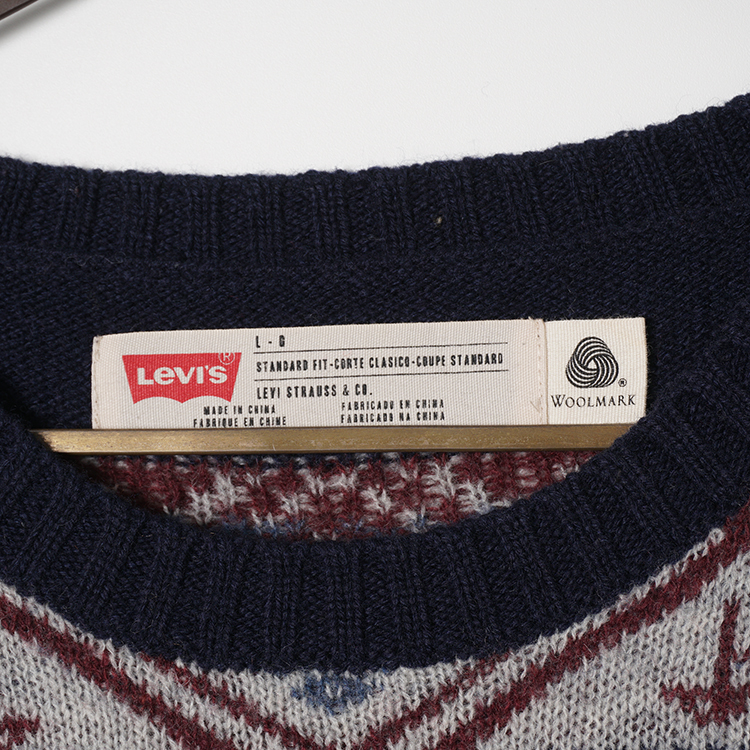 LEVI'S®
L - G
STANDARD FIT-CORTE CLASICO-COUPE STANDARD
LEVI STRAUSS & CO.
MADE IN CHINA
FABRIQUE EN CHINE
FABRICADO EN CHINA
FABRICADO NA CHINA
®
WOOLMARK